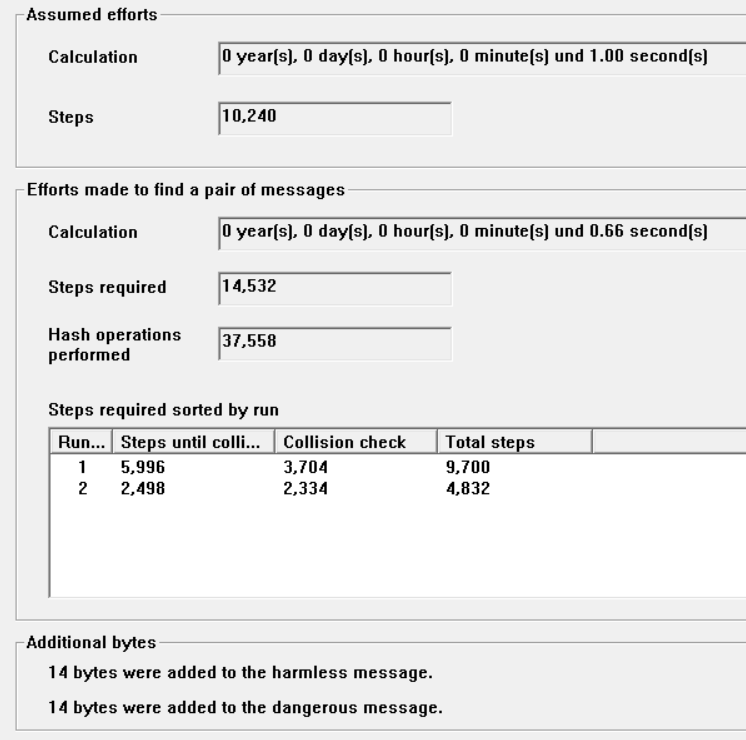 Assumed efforts
Calculation 0 year(s), 0 day(s), 0 hour(s), 0 minute(s) und 1.00 second(s)
Steps 10,240
Efforts made to find a pair of messages
Calculation 0 year(s), 0 day(s), 0 hour(s), 0 minute(s) und 0.66 second(s)
Steps required 14,532
Hash operations
performed 37,558
Steps required sorted by run
Run... Steps until colli... Collision check Total steps
1 5,996 3,704 9,700
2 2,498 2,334 4,832
Additional bytes
14 bytes were added to the harmless message.
14 bytes were added to the dangerous message.